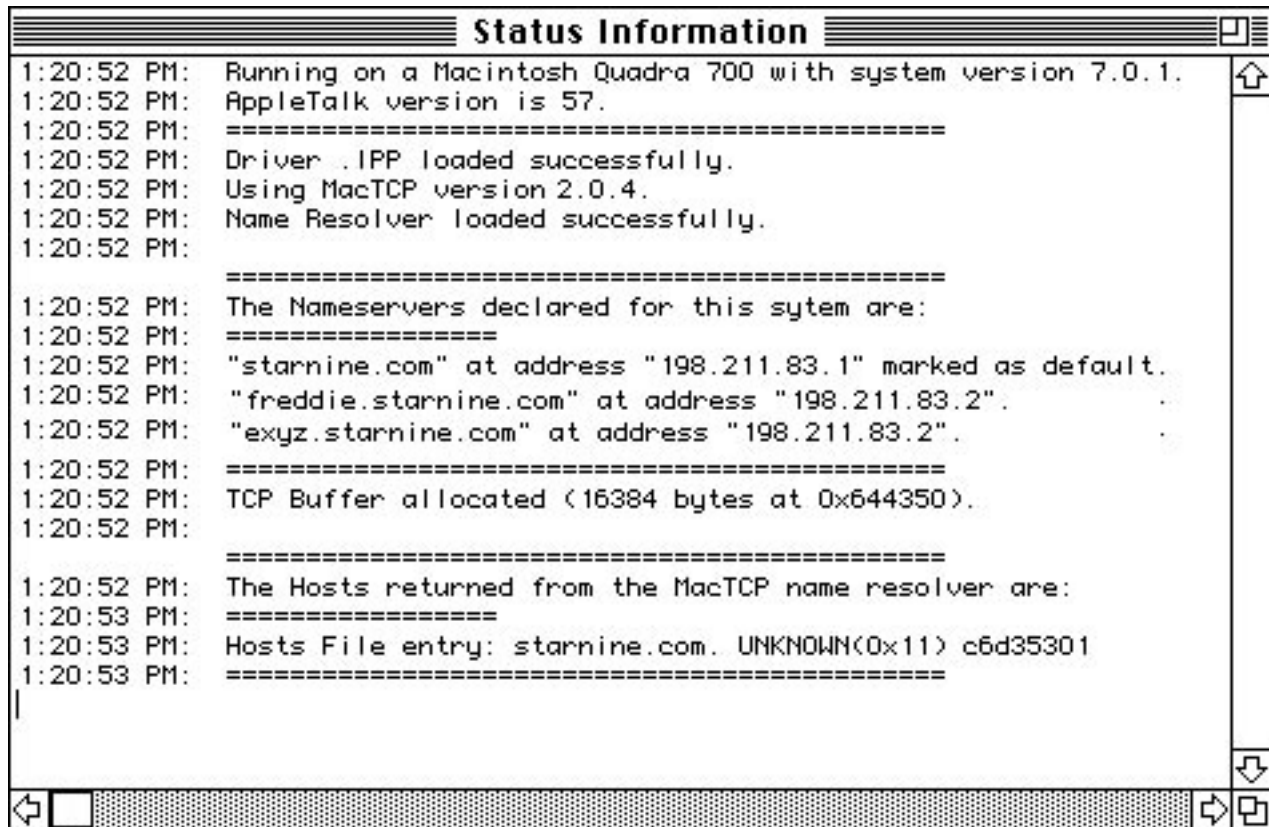 Status Information
1:20:52 PM: Running on a Macintosh Quadra 700 with system version 7.0.1.
1:20:52 PM: AppleTalk version is 57.
1:20:52 PM: =============================================
1:20:52 PM: Driver .IPP loaded successfully.
1:20:52 PM: Using MacTCP version 2.0.4.
1:20:52 PM: Name Resolver loaded successfully.
1:20:52 PM:
=============================================
1:20:52 PM: The Nameservers declared for this sytem are:
1:20:52 PM: =================
1:20:52 PM: "starnine.com" at address "198.211.83.1" marked as default.
1:20:52 PM: "freddie.starnine.com" at address "198.211.83.2".
1:20:52 PM: "exyz.starnine.com" at address "198.211.83.2".
1:20:52 PM: =============================================
1:20:52 PM: TCP Buffer allocated (16384 bytes at 0x644350).
1:20:52 PM:
=============================================
1:20:52 PM: The Hosts returned from the MacTCP name resolver are:
1:20:53 PM: =================
1:20:53 PM: Hosts File entry: starnine.com. UNKNOWN(0x11) c6d35301
1:20:53 PM: =============================================